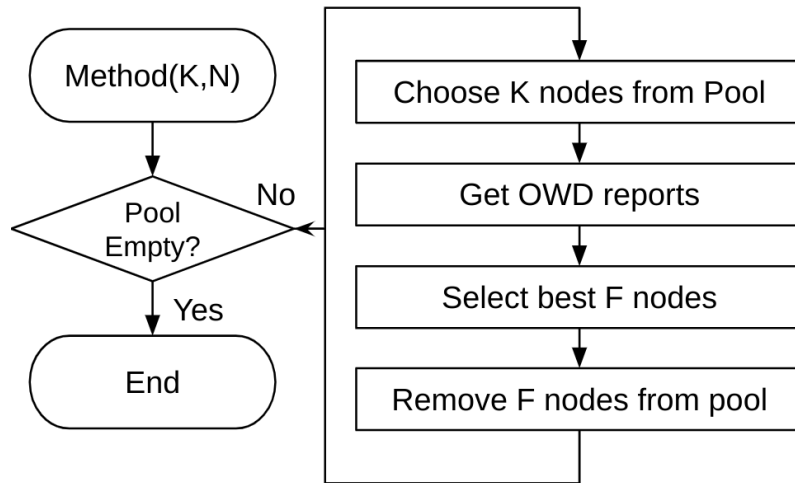 Method(K,N)
Pool
Empty?
No
Yes
End
Choose K nodes from Pool
Get OWD reports
Select best F nodes
Remove F nodes from pool